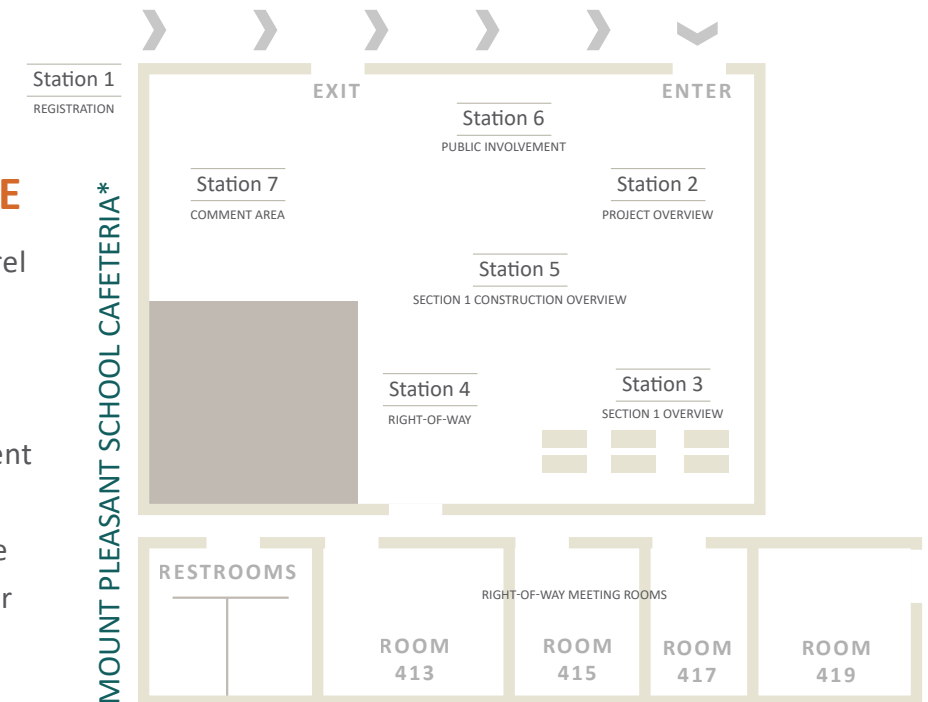 Station 1
REGISTRATION
EXIT
ENTER
Station 6
PUBLIC INVOLVEMENT
Station 7
COMMENT AREA
Station 2
PROJECT OVERVIEW
Station 5
SECTION 1 CONSTRUCTION OVERVIEW
Station 4
RIGHT-OF-WAY
Station 3
SECTION 1 OVERVIEW
MOUNT PLEASANT SCHOOL CAFETERIA*
E
rel
ent
e
r
RESTROOMS
RIGHT-OF-WAY MEETING ROOMS
ROOM
413
ROOM
415
ROOM
417
ROOM
419